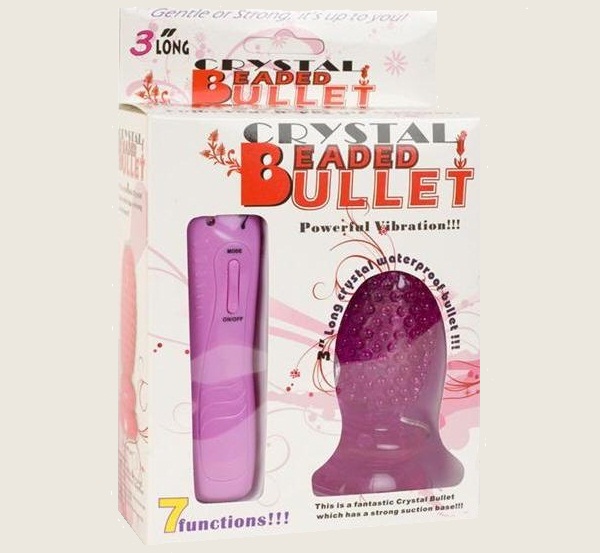 Gentle or Strong, it's up to you!
3" LONG
CRYSTAL
BEADED
BULLET
CRYSTAL
BEADED
BULLET
Powerful Vibration!!!
3" Long crystal waterproof bullet !!!
MODE
ON/OFF
7 functions!!!
This is a fantastic Crystal Bullet
which has a strong suction base!!!